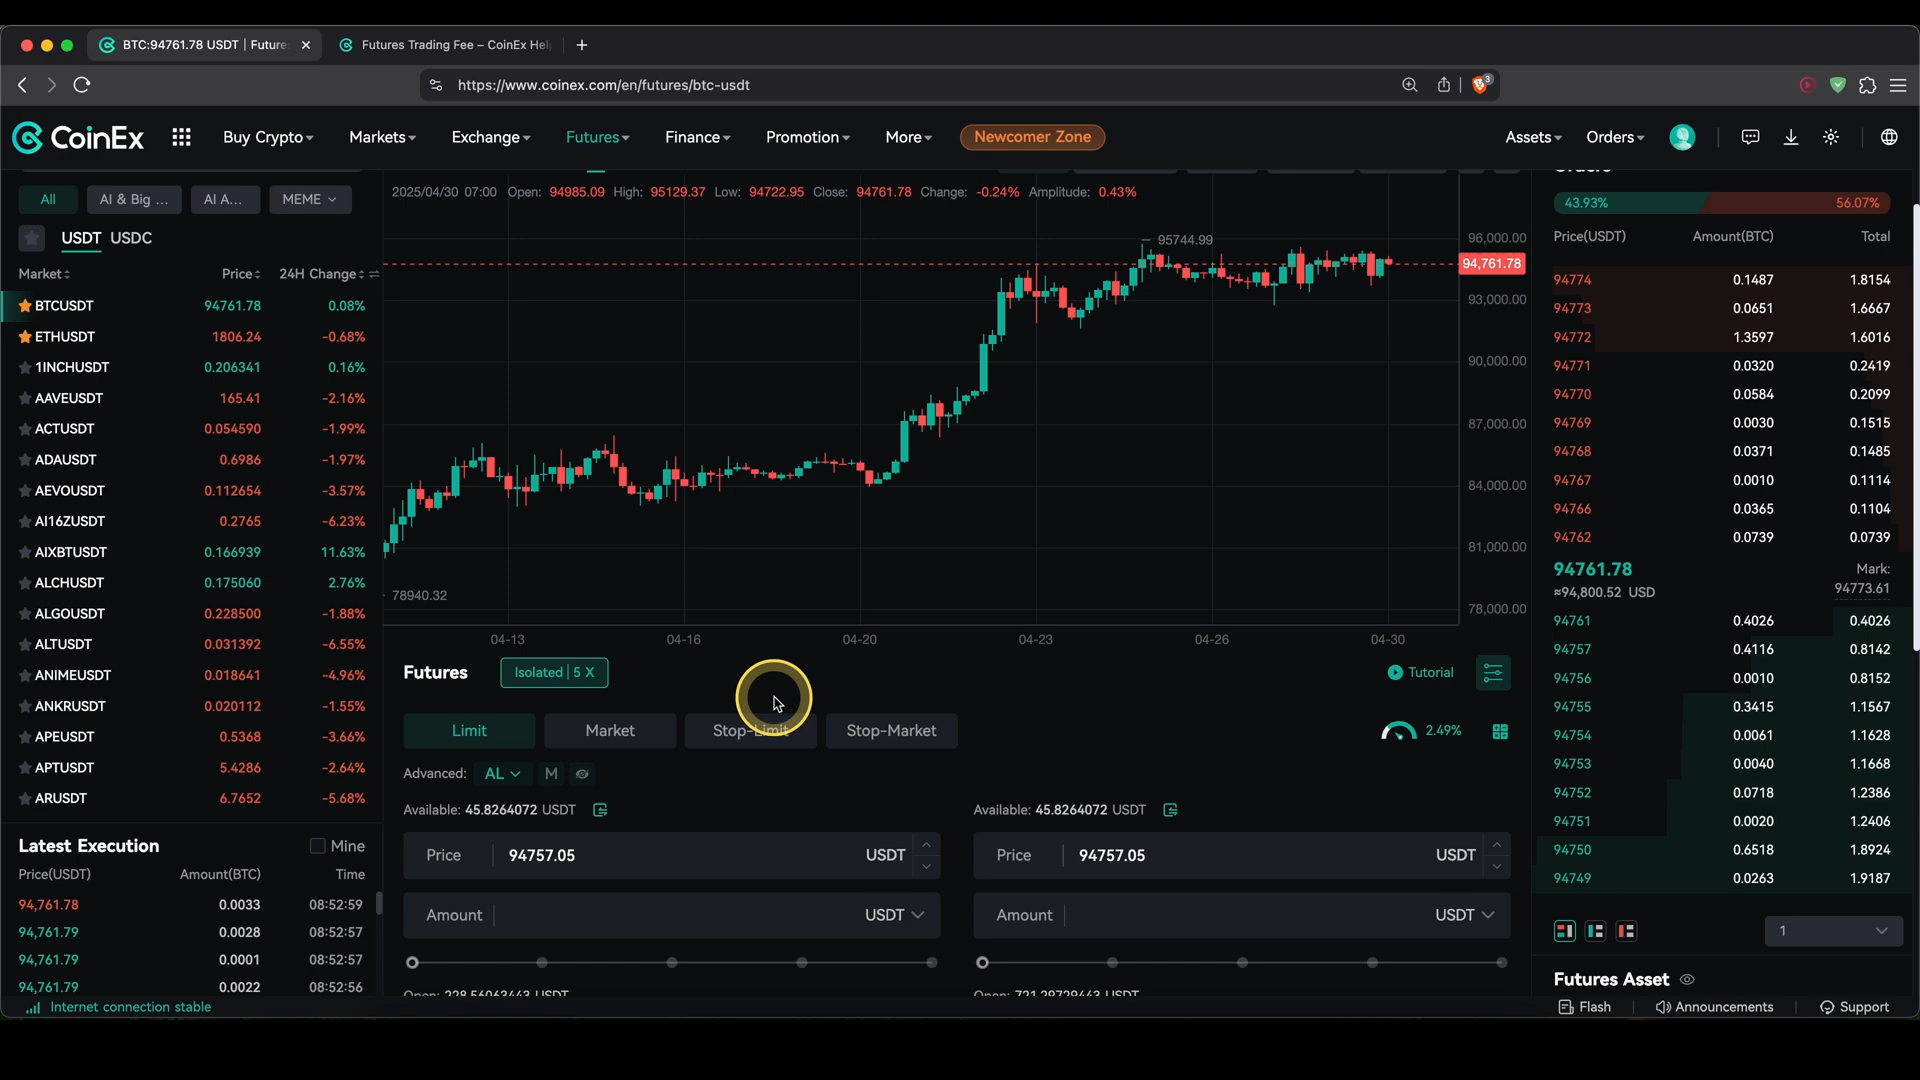 BTC:94761.78 USDT | Future
Futures Trading Fee – CoinEx Hel
https://www.coinex.com/en/futures/btc-usdt
3
CoinEx
Buy Crypto
Markets
Exchange
Futures
Finance
Promotion
More
Newcomer Zone
Assets
Orders
All
AI & Big ...
AI A...
MEME
USDT USDC
Market Price 24H Change
BTCUSDT 94761.78 0.08%
ETHUSDT 1806.24 -0.68%
1INCHUSDT 0.206341 0.16%
AAVEUSDT 165.41 -2.16%
ACTUSDT 0.054590 -1.99%
ADAUSDT 0.6986 -1.97%
AEVOUSDT 0.112654 -3.57%
AI16ZUSDT 0.2765 -6.23%
AIXBTUSDT 0.166939 11.63%
ALCHUSDT 0.175060 2.76%
ALGOUSDT 0.228500 -1.88%
ALTUSDT 0.031392 -6.55%
ANIMEUSDT 0.018641 -4.96%
ANKRUSDT 0.020112 -1.55%
APEUSDT 0.5368 -3.66%
APTUSDT 5.4286 -2.64%
ARUSDT 6.7652 -5.68%
Latest Execution Mine
Price(USDT) Amount(BTC) Time
94,761.78 0.0033 08:52:59
94,761.79 0.0028 08:52:57
94,761.79 0.0001 08:52:57
94,761.79 0.0022 08:52:56
Internet connection stable
2025/04/30 07:00 Open: 94985.09 High: 95129.37 Low: 94722.95 Close: 94761.78 Change: -0.24% Amplitude: 0.43%
95744.99
78940.32
96,000.00
94,761.78
93,000.00
90,000.00
87,000.00
84,000.00
81,000.00
78,000.00
04-13 04-16 04-20 04-23 04-26 04-30
Futures Isolated | 5 X Tutorial
Limit Market Stop-Limit Stop-Market 2.49%
Advanced: AL M
Available: 45.8264072 USDT
Price 94757.05 USDT
Amount USDT
Open: 228.56063443 USDT
Available: 45.8264072 USDT
Price 94757.05 USDT
Amount USDT
Open: 721.29729443 USDT
Orders
43.93% 56.07%
Price(USDT) Amount(BTC) Total
94774 0.1487 1.8154
94773 0.0651 1.6667
94772 1.3597 1.6016
94771 0.0320 0.2419
94770 0.0584 0.2099
94769 0.0030 0.1515
94768 0.0371 0.1485
94767 0.0010 0.1114
94766 0.0365 0.1104
94762 0.0739 0.0739
94761.78 Mark:
≈94,800.52 USD 94773.61
94761 0.4026 0.4026
94757 0.4116 0.8142
94756 0.0010 0.8152
94755 0.3415 1.1567
94754 0.0061 1.1628
94753 0.0040 1.1668
94752 0.0718 1.2386
94751 0.0020 1.2406
94750 0.6518 1.8924
94749 0.0263 1.9187
1
Futures Asset
Flash Announcements Support